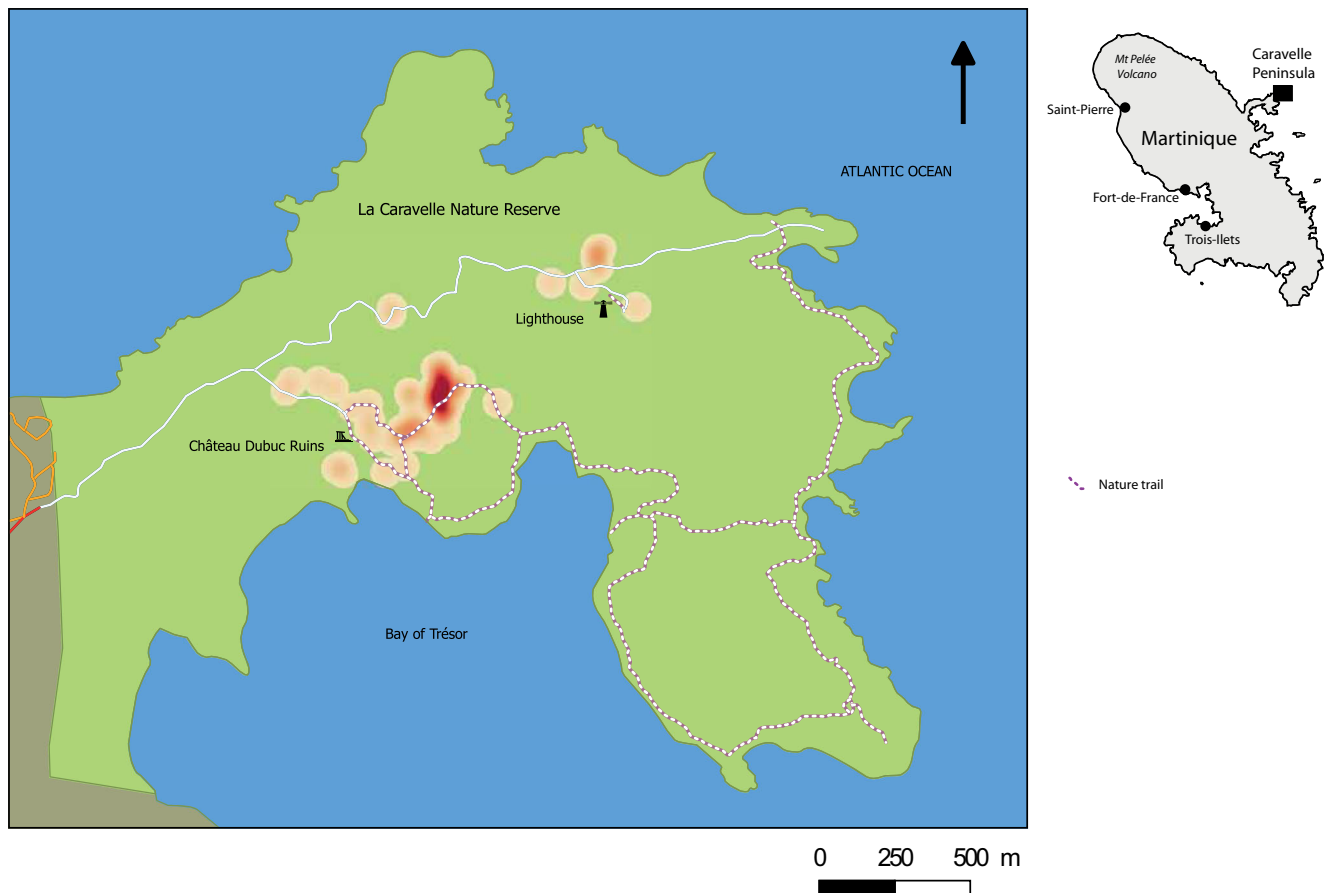 La Caravelle Nature Reserve
ATLANTIC OCEAN
Lighthouse
Château Dubuc Ruins
Bay of Trésor
Mt Pelée
Volcano
Caravelle
Peninsula
Saint-Pierre
Martinique
Fort-de-France
Trois-Ilets
Nature trail
0 250 500 m